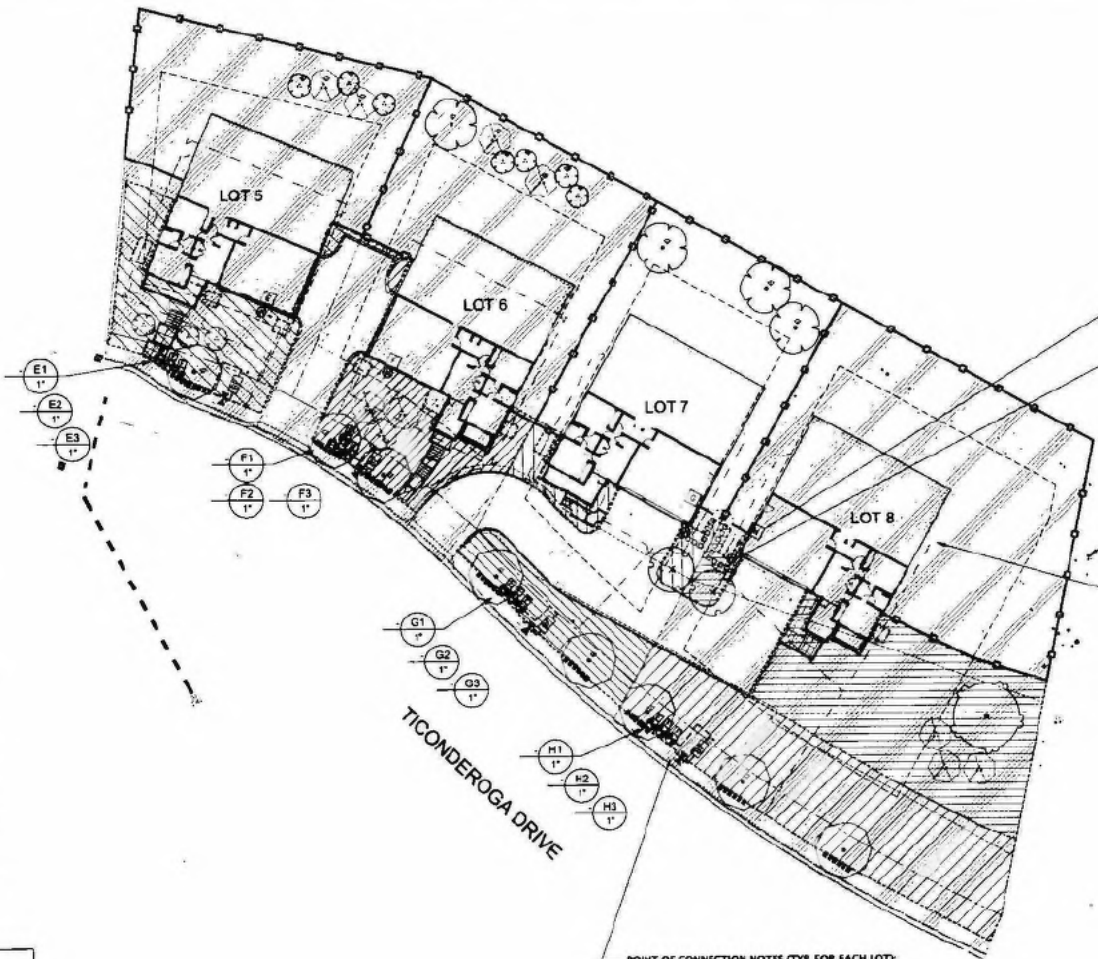 LOT 5
LOT 6
LOT 7
LOT 8
E1
1"
E2
1"
E3
1"
F1
1"
F2
1"
F3
1"
G1
1"
G2
1"
G3
1"
H1
1"
H2
1"
H3
1"
TICONDEROGA DRIVE
POINT OF CONNECTION NOTES (TYP. FOR EACH LOT):